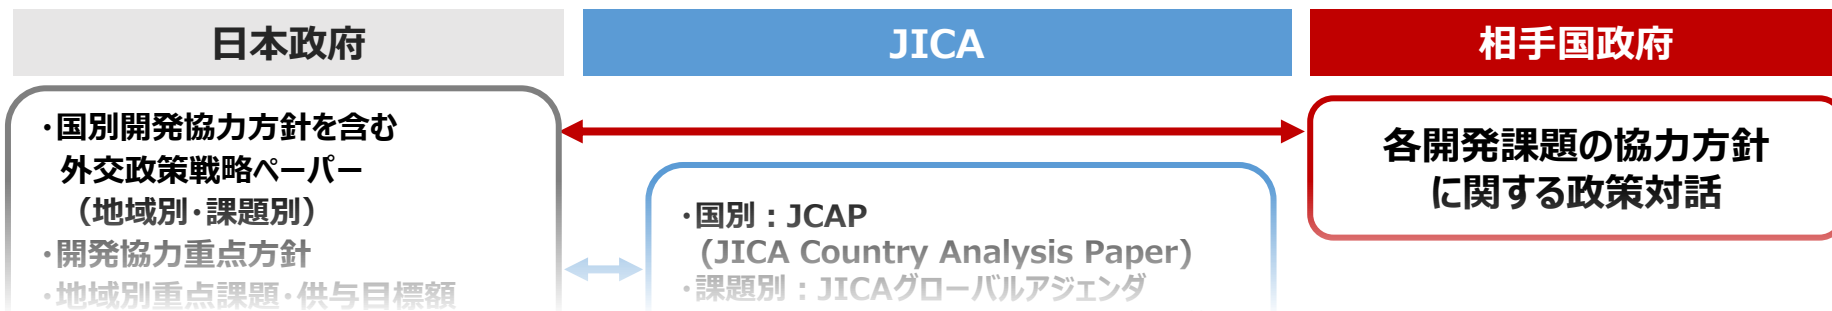 日本政府
JICA
相手国政府
・国別開発協力方針を含む
外交政策戦略ペーパー
（地域別・課題別）
・開発協力重点方針
・地域別重点課題・供与目標額
・国別：JCAP
(JICA Country Analysis Paper)
・課題別：JICAグローバルアジェンダ
各開発課題の協力方針
に関する政策対話